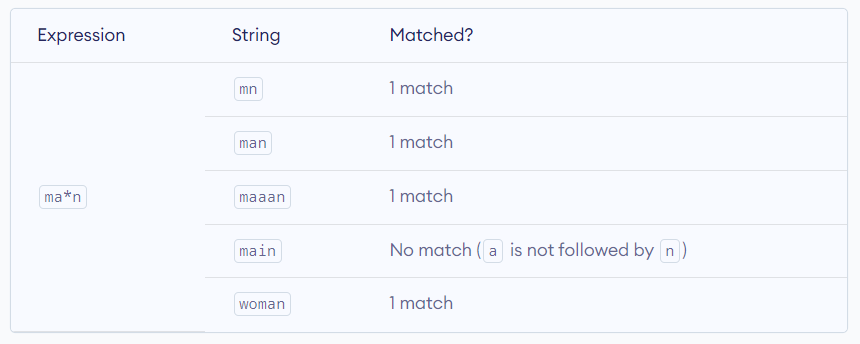 Expression String Matched?
mn 1 match
man 1 match
ma*n maaan 1 match
main No match ( a is not followed by n )
woman 1 match